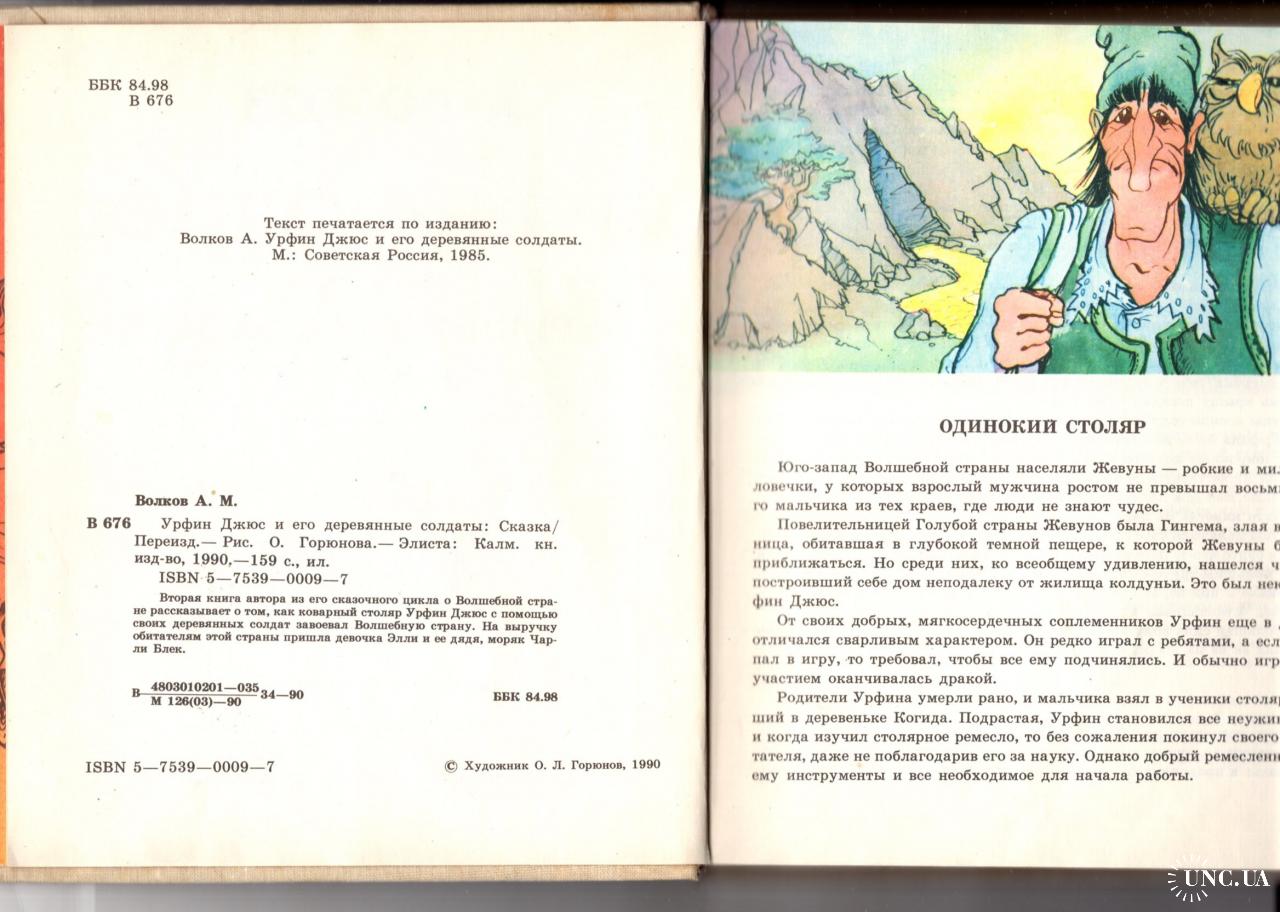 ББК 84.98
В 676
Текст печатается по изданию:
Волков А. Урфин Джюс и его деревянные солдаты.
М.: Советская Россия, 1985.
Волков А. М.
В 676 Урфин Джюс и его деревянные солдаты: Сказка/
Переизд.— Рис. О. Горюнова.— Элиста: Калм. кн.
изд-во, 1990,—159 с., ил.
ISBN 5—7539—0009—7
Вторая книга автора из его сказочного цикла о Волшебной стра-
не рассказывает о том, как коварный столяр Урфин Джюс с помощью
своих деревянных солдат завоевал Волшебную страну. На выручку
обитателям этой страны пришла девочка Элли и ее дядя, моряк Чар-
ли Блек.
В 4803010201—035
М 126(03)—90 34—90
ББК 84.98
ISBN 5—7539—0009—7
© Художник О. Л. Горюнов, 1990
ОДИНОКИЙ СТОЛЯР
Юго-запад Волшебной страны населяли Жевуны — робкие и
ловечки, у которых взрослый мужчина ростом не превышал
го мальчика из тех краев, где люди не знают чудес.
Повелительницей Голубой страны Жевунов была Гингема, злая
ница, обитавшая в глубокой темной пещере, к которой Жевуны
приближаться. Но среди них, ко всеобщему удивлению, нашелся
построивший себе дом неподалеку от жилища колдуньи. Это был
фин Джюс.
От своих добрых, мягкосердечных соплеменников Урфин еще в
отличался сварливым характером. Он редко играл с ребятами, а
пал в игру, то требовал, чтобы все ему подчинялись. И обычно
участием оканчивалась дракой.
Родители Урфина умерли рано, и мальчика взял в ученики
ший в деревеньке Когида. Подрастая, Урфин становился все
и когда изучил столярное ремесло, то без сожаления покинул своего
тателя, даже не поблагодарив его за науку. Однако добрый
ему инструменты и все необходимое для начала работы.
UNC.UA